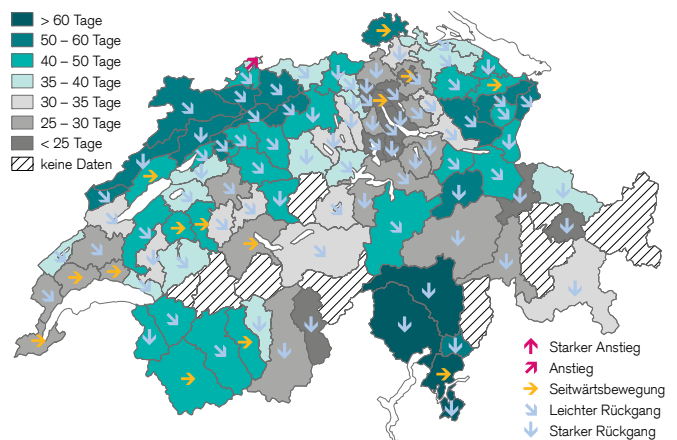 > 60 Tage
50 – 60 Tage
40 – 50 Tage
35 – 40 Tage
30 – 35 Tage
25 – 30 Tage
< 25 Tage
keine Daten
Starker Anstieg
Anstieg
Seitwärtsbewegung
Leichter Rückgang
Starker Rückgang